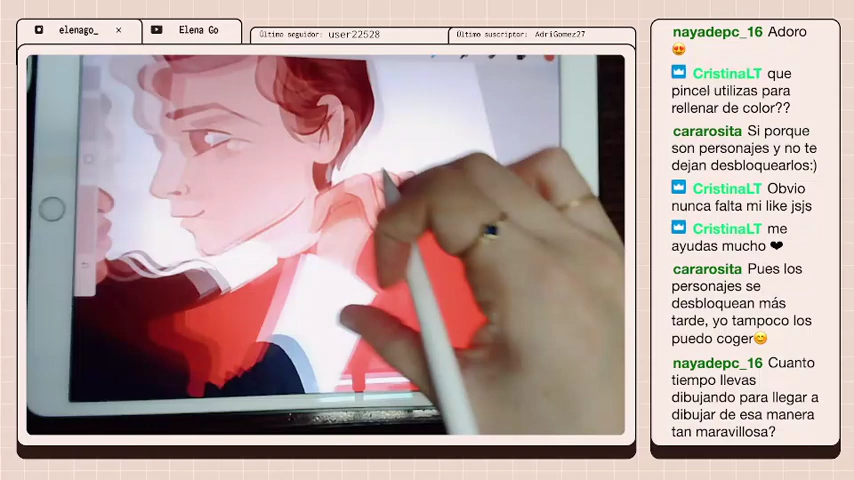 elenago_ ×
Elena Go
Último seguidor: user22528
Último suscriptor: AdriGomez27
nayadepc_16 Adoro
😍
CristinaLT que
pincel utilizas para
rellenar de color??
cararosita Si porque
son personajes y no te
dejan desbloquearlos:)
CristinaLT Obvio
nunca falta mi like jsjs
CristinaLT me
ayudas mucho ❤
cararosita Pues los
personajes se
desbloquean más
tarde, yo tampoco los
puedo coger😊
nayadepc_16 Cuanto
tiempo llevas
dibujando para llegar a
dibujar de esa manera
tan maravillosa?